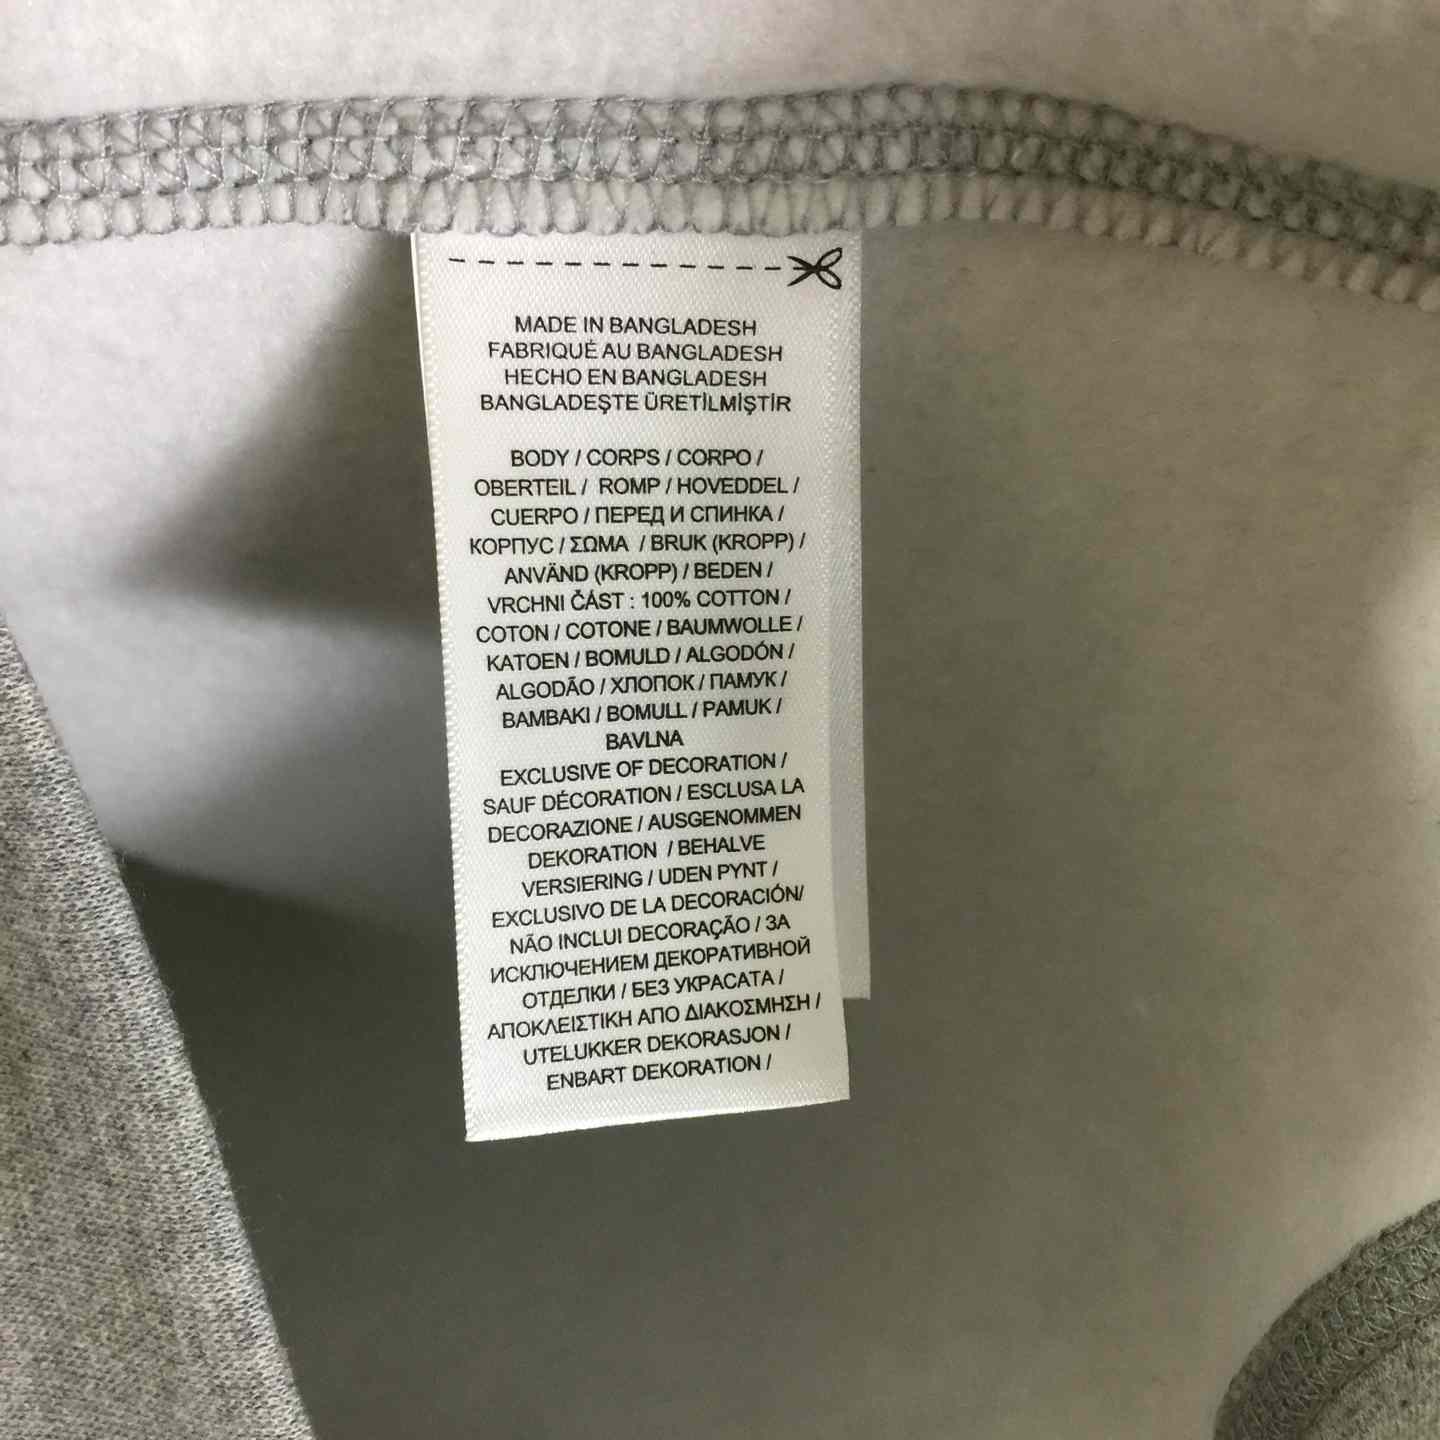 MADE IN BANGLADESH
FABRIQUÉ AU BANGLADESH
HECHO EN BANGLADESH
BANGLADEŞTE ÜRETİLMİŞTİR
BODY / CORPS / CORPO /
OBERTEIL / ROMP / HOVEDDEL /
CUERPO / ПЕРЕД И СПИНКА /
КОРПУС / ΣΩΜΑ / BRUK (KROPP) /
ANVÄND (KROPP) / BEDEN /
VRCHNI ČÁST : 100% COTTON /
COTON / COTONE / BAUMWOLLE /
KATOEN / BOMULD / ALGODÓN /
ALGODÃO / ХЛОПОК / ПАМУК /
BAMBAKI / BOMULL / PAMUK /
BAVLNA
EXCLUSIVE OF DECORATION /
SAUF DÉCORATION / ESCLUSA LA
DECORAZIONE / AUSGENOMMEN
DEKORATION / BEHALVE
VERSIERING / UDEN PYNT /
EXCLUSIVO DE LA DECORACIÓN/
NÃO INCLUI DECORAÇÃO / ЗА
ИСКЛЮЧЕНИЕМ ДЕКОРАТИВНОЙ
ОТДЕЛКИ / БЕЗ УКРАСАТА /
ΑΠΟΚΛΕΙΣΤΙΚΗ ΑΠΟ ΔΙΑΚΟΣΜΗΣΗ /
UTELUKKER DEKORASJON /
ENBART DEKORATION /